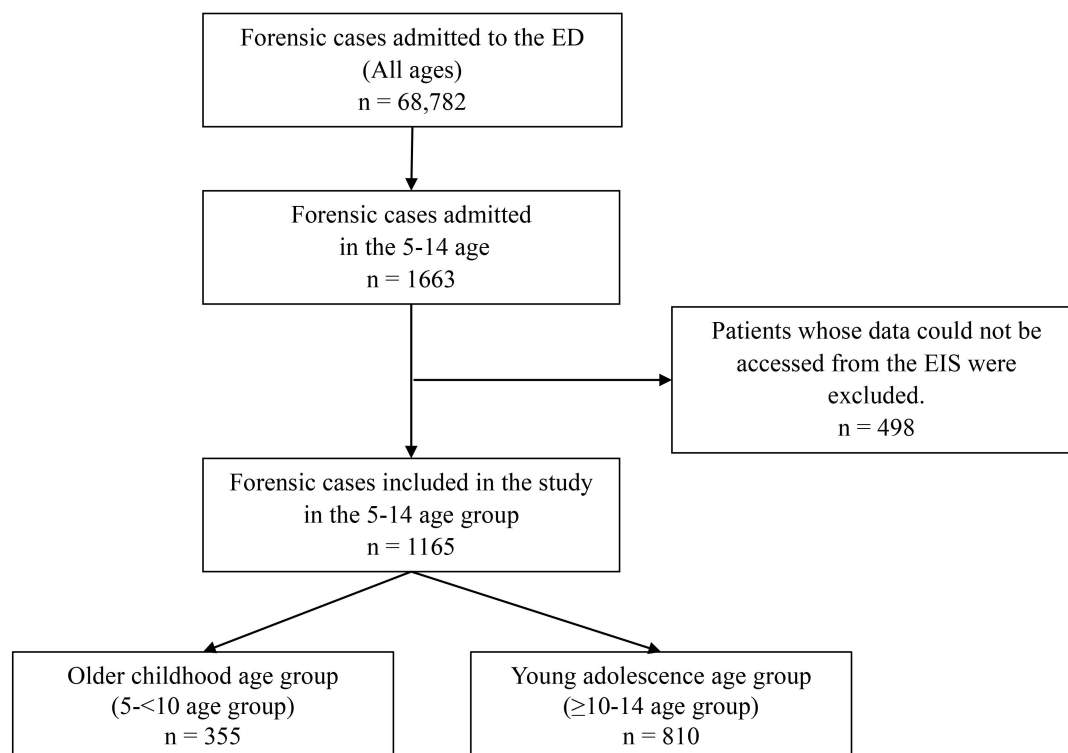 Forensic cases admitted to the ED
(All ages)
n = 68,782
Forensic cases admitted
in the 5-14 age
n = 1663
Patients whose data could not be
accessed from the EIS were
excluded.
n = 498
Forensic cases included in the study
in the 5-14 age group
n = 1165
Older childhood age group
(5-<10 age group)
n = 355
Young adolescence age group
(≥10-14 age group)
n = 810